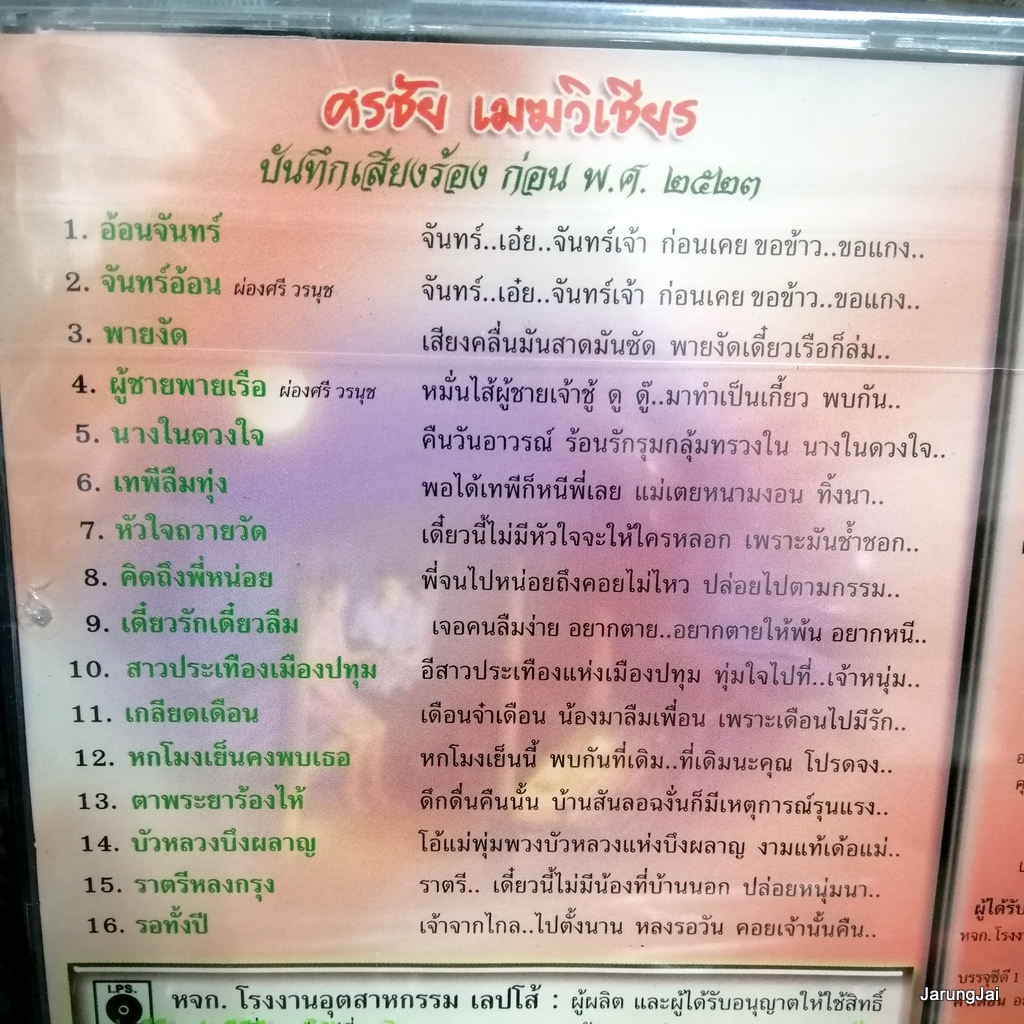 ศรชัย เมฆวิเชียร
บันทึกเสียงร้อง ก่อน พ.ศ. ๒๕๒๓
1. อ้อนจันทร์ จันทร์..เอ๋ย..จันทร์เจ้า ก่อนเคย ขอข้าว..ขอแกง..
2. จันทร์อ้อน ผ่องศรี วรนุช จันทร์..เอ๋ย..จันทร์เจ้า ก่อนเคย ขอข้าว..ขอแกง..
3. พายงัด เสียงคลื่นมันสาดมันซัด พายงัดเดี๋ยวเรือก็ล่ม..
4. ผู้ชายพายเรือ ผ่องศรี วรนุช หมั่นไส้ผู้ชายเจ้าชู้ ดู ดู๊..มาทำเป็นเกี้ยว พบกัน..
5. นางในดวงใจ คืนวันอาวรณ์ ร้อนรักรุมกลุ้มทรวงใน นางในดวงใจ..
6. เทพีลืมทุ่ง พอได้เทพีก็หนีพี่เลย แม่เตยหนามงอน ทิ้งนา..
7. หัวใจถวายวัด เดี๋ยวนี้ไม่มีหัวใจจะให้ใครหลอก เพราะมันช้ำชอก..
8. คิดถึงพี่หน่อย พี่จนไปหน่อยถึงคอยไม่ไหว ปล่อยไปตามกรรม..
9. เดี๋ยวรักเดี๋ยวลืม เจอคนลืมง่าย อยากตาย..อยากตายให้พ้น อยากหนี..
10. สาวประเทืองเมืองปทุม อีสาวประเทืองแห่งเมืองปทุม ทุ่มใจไปที่..เจ้าหนุ่ม..
11. เกลียดเดือน เดือนจ๋าเดือน น้องมาลืมเพื่อน เพราะเดือนไปมีรัก..
12. หกโมงเย็นคงพบเธอ หกโมงเย็นนี้ พบกันที่เดิม..ที่เดิมนะคุณ โปรดจง..
13. ตาพระยาร้องไห้ ดึกดื่นคืนนั้น บ้านสันลอฉงั่นก็มีเหตุการณ์รุนแรง..
14. บัวหลวงบึงผลาญ โอ้แม่พุ่มพวงบัวหลวงแห่งบึงผลาญ งามแท้เด้อแม่..
15. ราตรีหลงกรุง ราตรี.. เดี๋ยวนี้ไม่มีน้องที่บ้านนอก ปล่อยหนุ่มนา..
16. รอทั้งปี เจ้าจากไกล..ไปตั้งนาน หลงรอวัน คอยเจ้านั้นคืน..
L.P.S.
หจก. โรงงานอุตสาหกรรม เลปโส้ : ผู้ผลิต และผู้ได้รับอนุญาตให้ใช้สิทธิ์
ผู้ได้รับ
หจก. โรงง
บรรจุซีดี 1
JarungJai